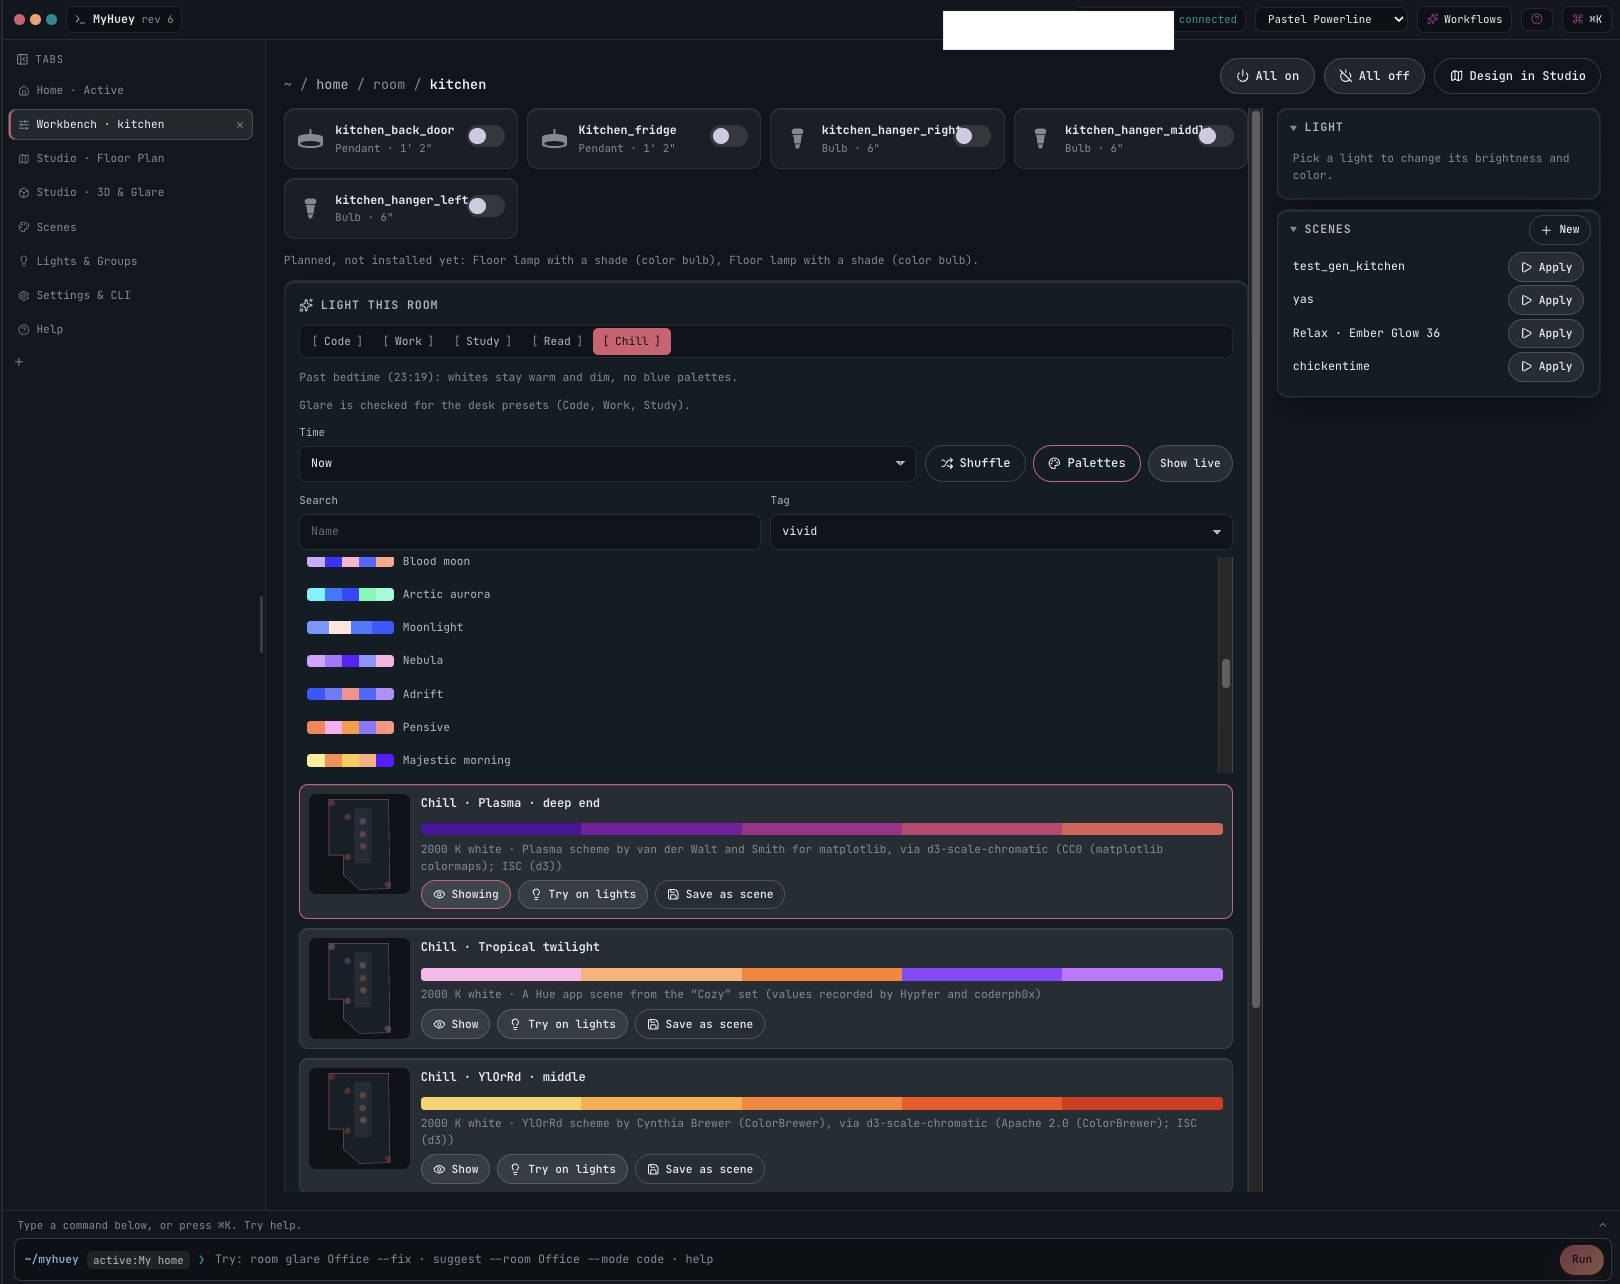 MyHuey rev 6
connected
Pastel Powerline
Workflows
⌘K
TABS
Home · Active
Workbench · kitchen ×
Studio · Floor Plan
Studio · 3D & Glare
Scenes
Lights & Groups
Settings & CLI
Help
+
~ / home / room / kitchen
All on
All off
Design in Studio
kitchen_back_door
Pendant · 1' 2"
Kitchen_fridge
Pendant · 1' 2"
kitchen_hanger_right
Bulb · 6"
kitchen_hanger_middl
Bulb · 6"
kitchen_hanger_left
Bulb · 6"
Planned, not installed yet: Floor lamp with a shade (color bulb), Floor lamp with a shade (color bulb).
LIGHT THIS ROOM
[ Code ] [ Work ] [ Study ] [ Read ] [ Chill ]
Past bedtime (23:19): whites stay warm and dim, no blue palettes.
Glare is checked for the desk presets (Code, Work, Study).
Time
Now
Shuffle
Palettes
Show live
Search
Name
Tag
vivid
Blood moon
Arctic aurora
Moonlight
Nebula
Adrift
Pensive
Majestic morning
Chill · Plasma · deep end
2000 K white · Plasma scheme by van der Walt and Smith for matplotlib, via d3-scale-chromatic (CC0 (matplotlib
colormaps); ISC (d3))
Showing
Try on lights
Save as scene
Chill · Tropical twilight
2000 K white · A Hue app scene from the “Cozy” set (values recorded by Hypfer and coderph0x)
Show
Try on lights
Save as scene
Chill · YlOrRd · middle
2000 K white · YlOrRd scheme by Cynthia Brewer (ColorBrewer), via d3-scale-chromatic (Apache 2.0 (ColorBrewer); ISC
(d3))
Show
Try on lights
Save as scene
LIGHT
Pick a light to change its brightness and
color.
SCENES
+ New
test_gen_kitchen
Apply
yas
Apply
Relax · Ember Glow 36
Apply
chickentime
Apply
Type a command below, or press ⌘K. Try help.
~/myhuey active:My home ❯ Try: room glare Office --fix · suggest --room Office --mode code · help
Run